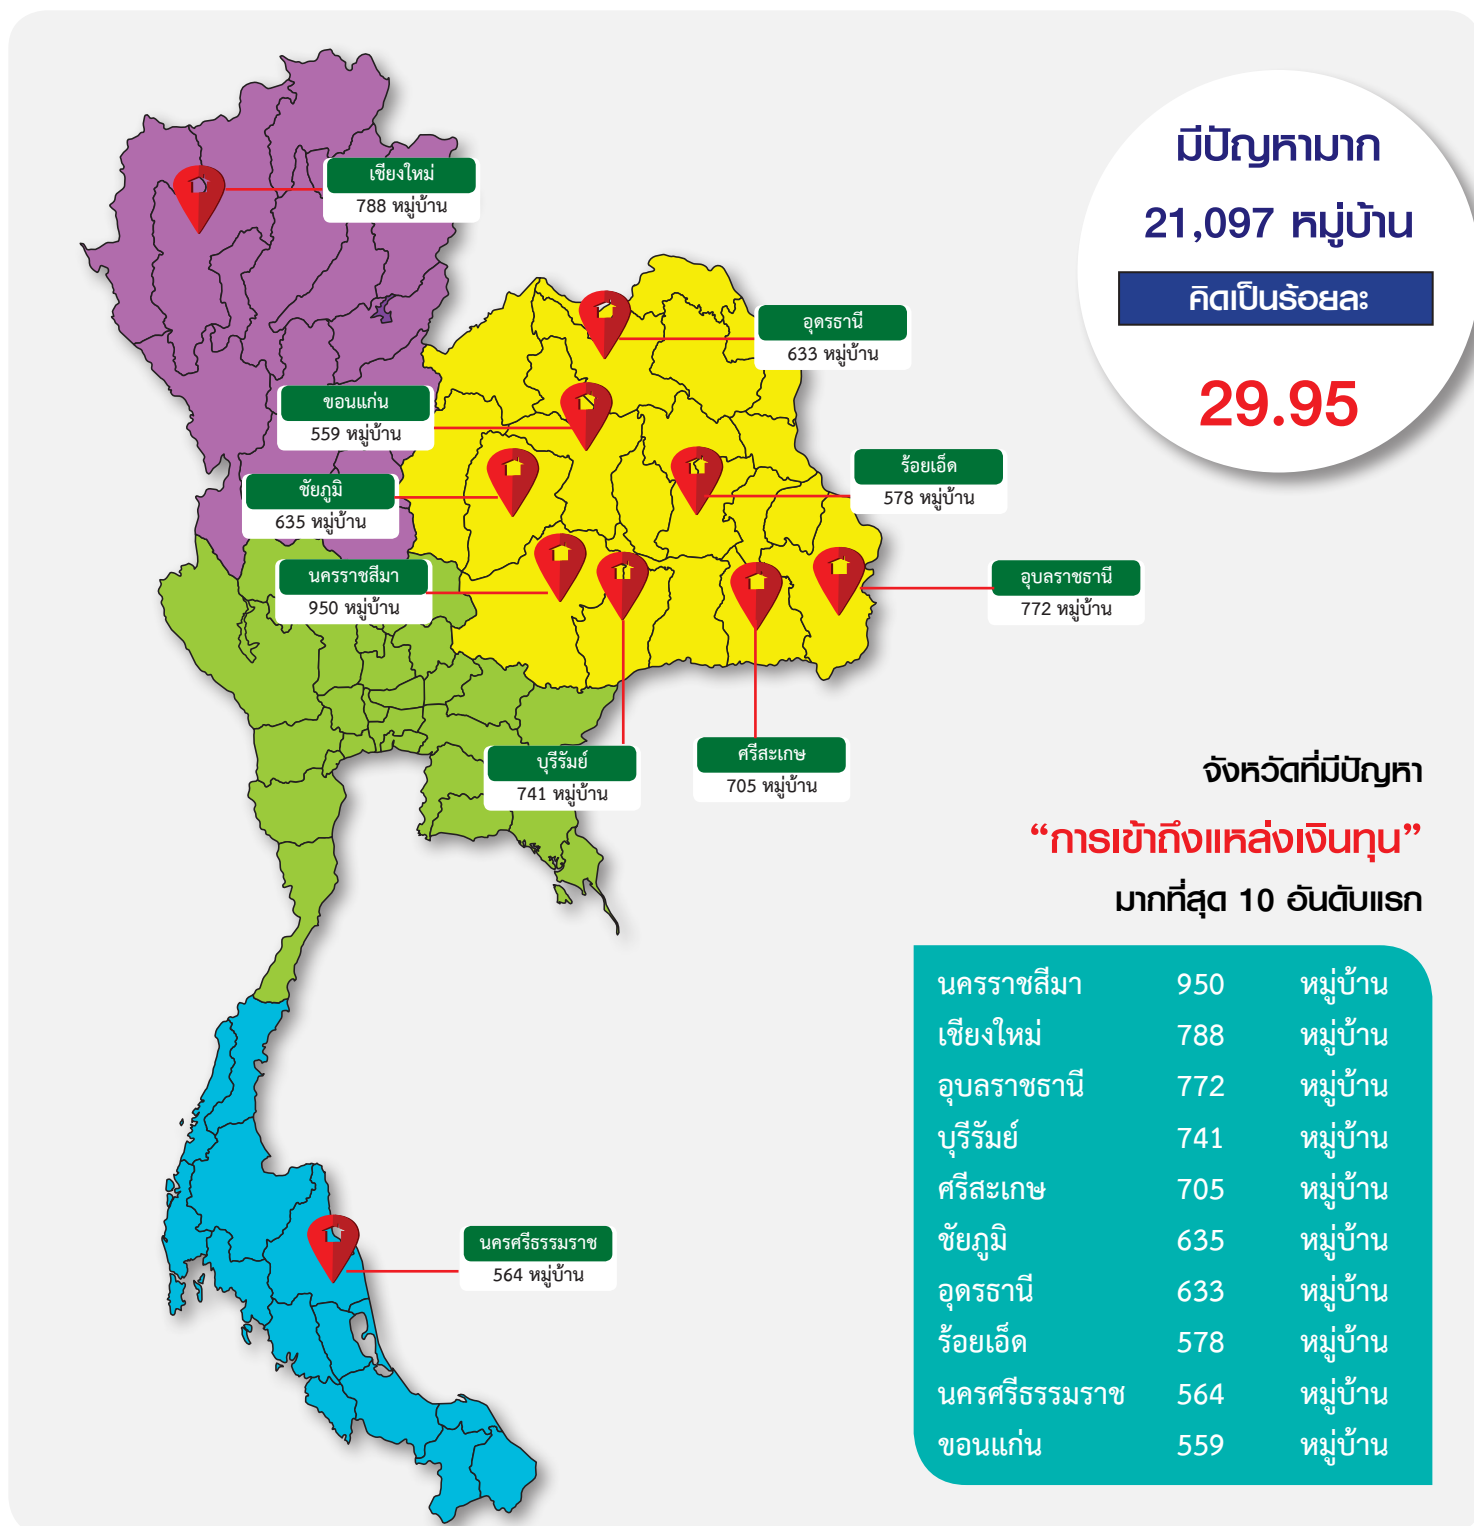 มีปัญหามาก
21,097 หมู่บ้าน
คิดเป็นร้อยละ
29.95
เชียงใหม่
788 หมู่บ้าน
อุดรธานี
633 หมู่บ้าน
ขอนแก่น
559 หมู่บ้าน
ร้อยเอ็ด
578 หมู่บ้าน
ชัยภูมิ
635 หมู่บ้าน
นครราชสีมา
950 หมู่บ้าน
อุบลราชธานี
772 หมู่บ้าน
บุรีรัมย์
741 หมู่บ้าน
ศรีสะเกษ
705 หมู่บ้าน
นครศรีธรรมราช
564 หมู่บ้าน
จังหวัดที่มีปัญหา
“การเข้าถึงแหล่งเงินทุน”
มากที่สุด 10 อันดับแรก
นครราชสีมา 950 หมู่บ้าน
เชียงใหม่ 788 หมู่บ้าน
อุบลราชธานี 772 หมู่บ้าน
บุรีรัมย์ 741 หมู่บ้าน
ศรีสะเกษ 705 หมู่บ้าน
ชัยภูมิ 635 หมู่บ้าน
อุดรธานี 633 หมู่บ้าน
ร้อยเอ็ด 578 หมู่บ้าน
นครศรีธรรมราช 564 หมู่บ้าน
ขอนแก่น 559 หมู่บ้าน